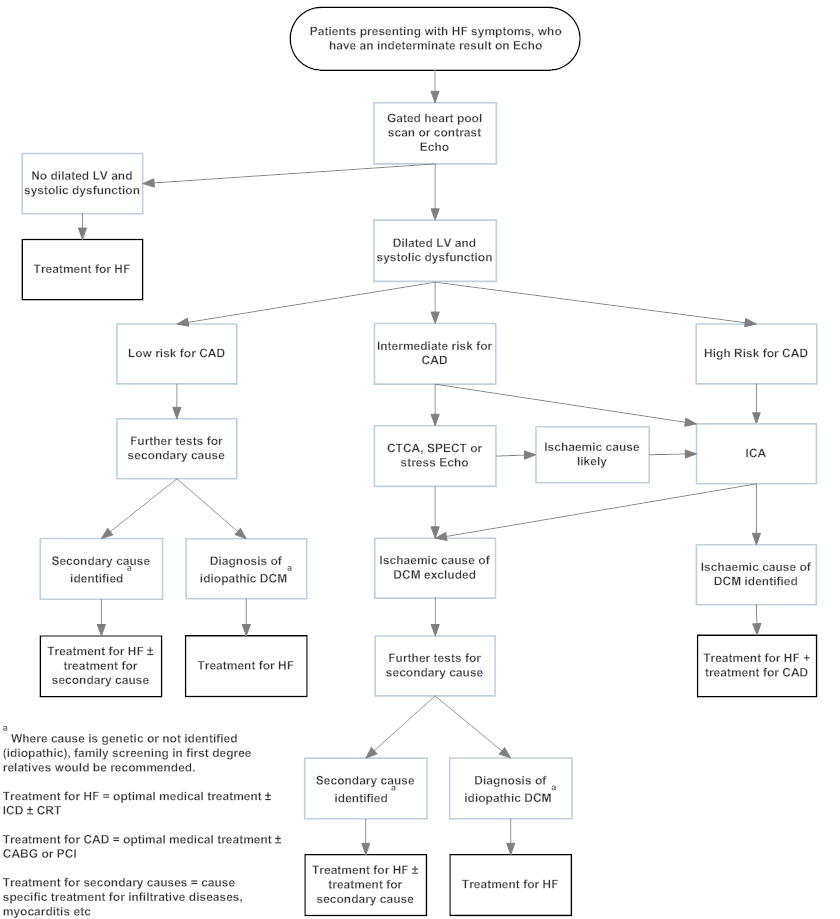 Patients presenting with HF symptoms, who
have an indeterminate result on Echo
Gated heart pool
scan or contrast
Echo
No dilated LV and
systolic dysfunction
Treatment for HF
Dilated LV and
systolic dysfunction
Low risk for CAD
Intermediate risk for
CAD
High Risk for CAD
Further tests for
secondary cause
CTCA, SPECT or
stress Echo
Ischaemic cause
likely
ICA
Secondary cause
identified a
Diagnosis of
idiopathic DCM a
Ischaemic cause of
DCM excluded
Ischaemic cause of
DCM identified
Treatment for HF ±
treatment for
secondary cause
Treatment for HF
Further tests for
secondary cause
Treatment for HF +
treatment for CAD
Secondary cause
identified a
Diagnosis of
idiopathic DCM a
Treatment for HF ±
treatment for
secondary cause
Treatment for HF
a Where cause is genetic or not identified
(idiopathic), family screening in first degree
relatives would be recommended.
Treatment for HF = optimal medical treatment ±
ICD ± CRT
Treatment for CAD = optimal medical treatment ±
CABG or PCI
Treatment for secondary causes = cause
specific treatment for infiltrative diseases,
myocarditis etc